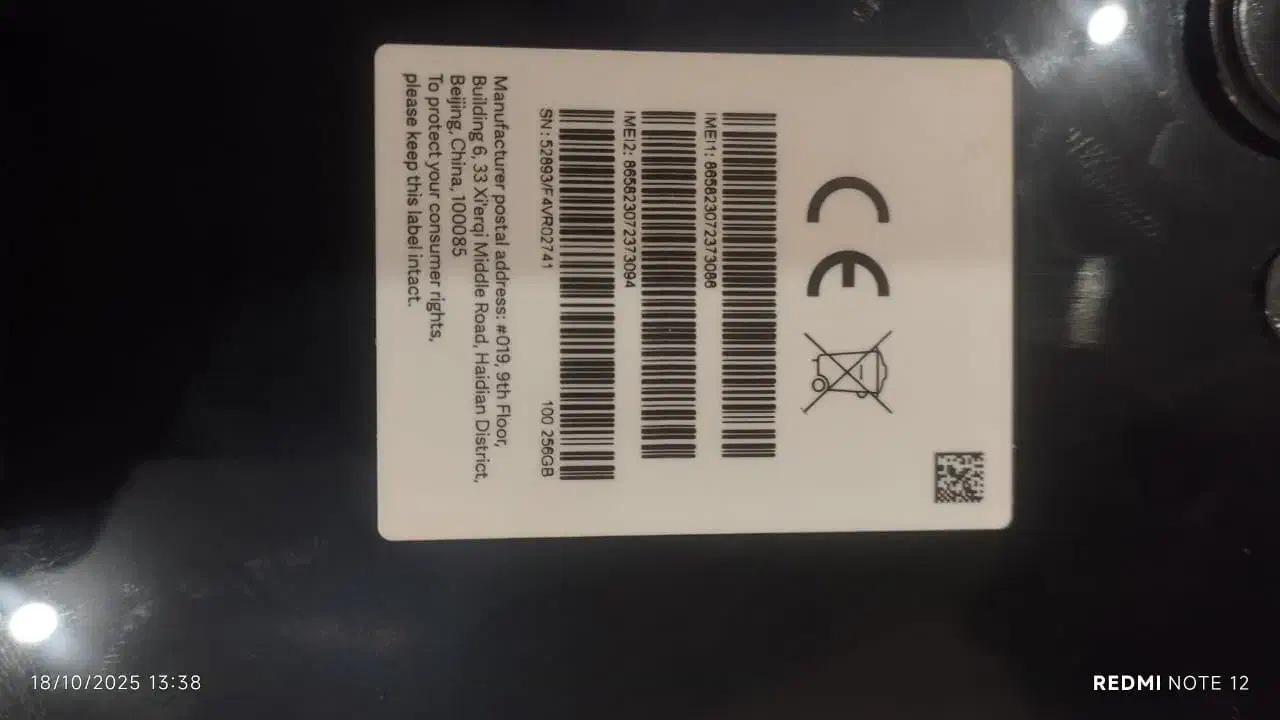 CE
IMEI1: 865823072373086
IMEI2: 865823072373094
SN: 52893/F4VR02741 100 256GB
Manufacturer postal address: #019, 9th Floor,
Building 6, 33 Xi'erqi Middle Road, Haidian District,
Beijing, China, 100085
To protect your consumer rights,
please keep this label intact.
18/10/2025 13:38
REDMI NOTE 12